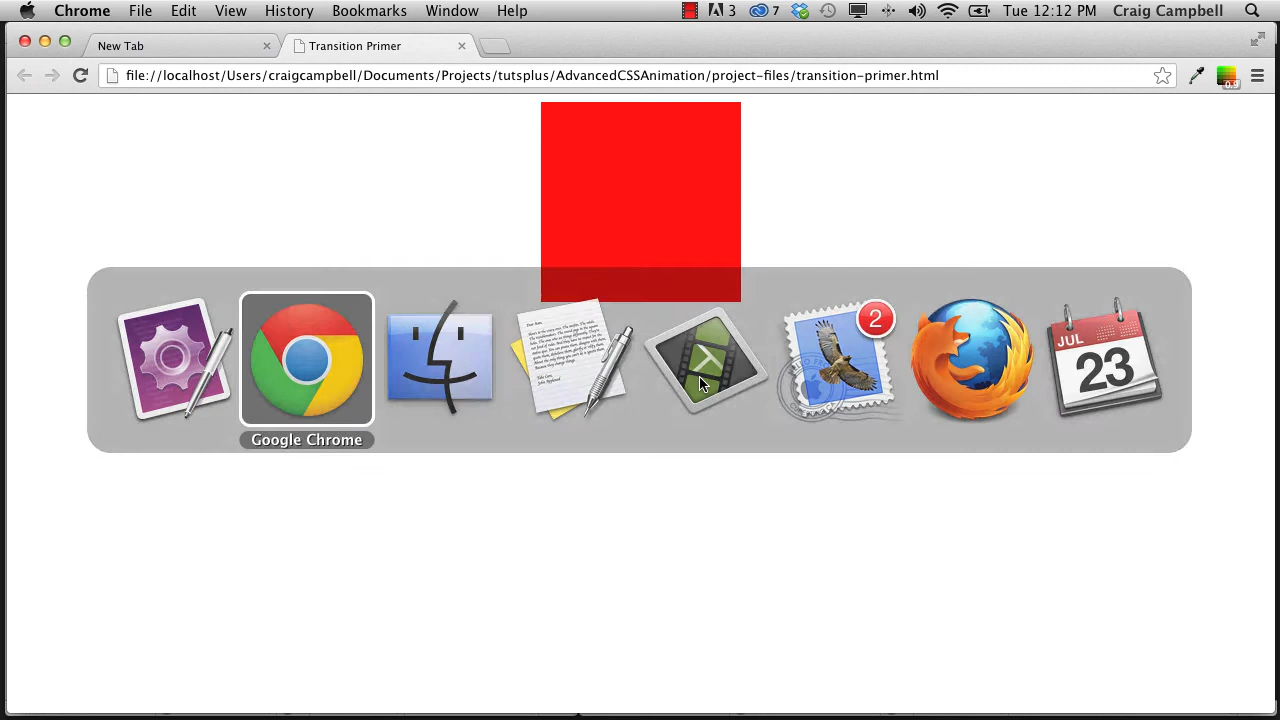 Chrome File Edit View History Bookmarks Window Help 3 7 Tue 12:12 PM Craig Campbell
New Tab Transition Primer
file://localhost/Users/craigcampbell/Documents/Projects/tutsplus/AdvancedCSSAnimation/project-files/transition-primer.html
2
JUL
23
Google Chrome